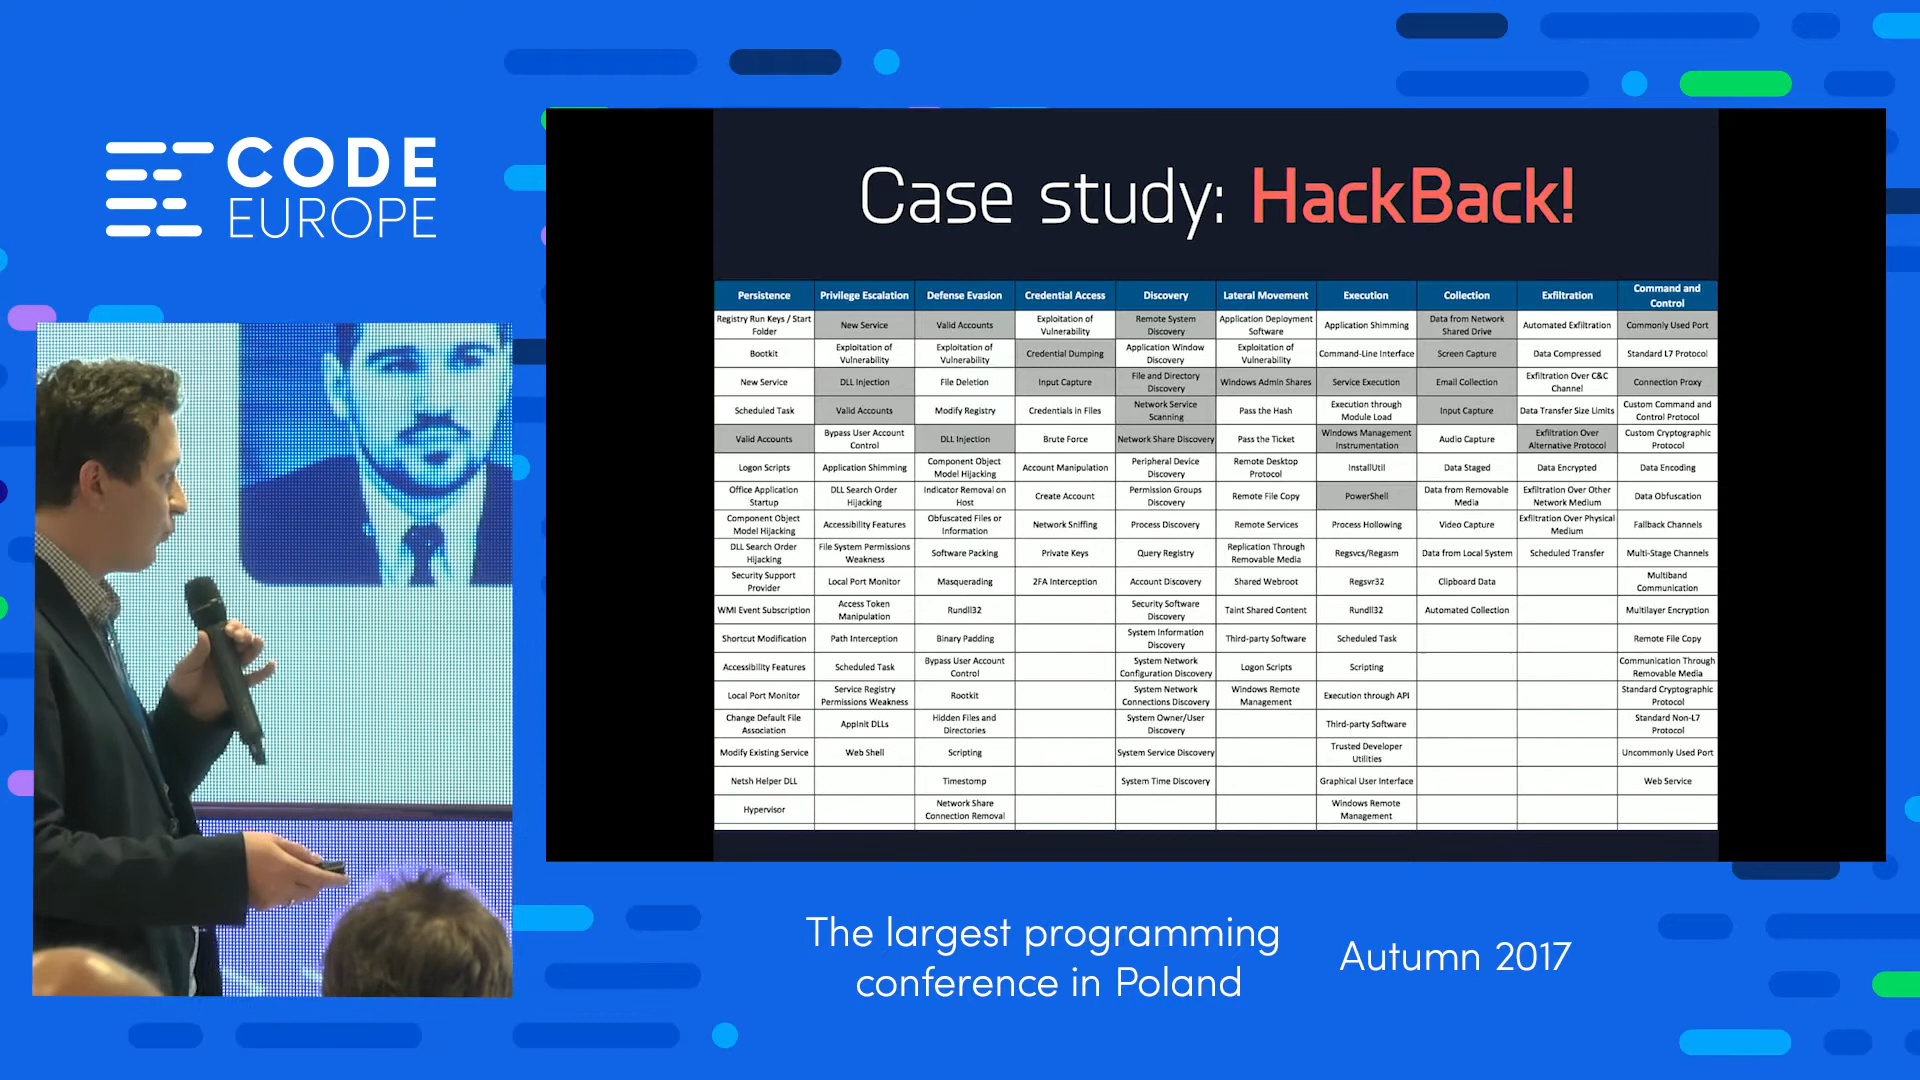 CODE
EUROPE
Case study: HackBack!
Persistence Privilege Escalation Defense Evasion Credential Access Discovery Lateral Movement Execution Collection Exfiltration Command and Control
Registry Run Keys / Start Folder New Service Valid Accounts Exploitation of Vulnerability Remote System Discovery Application Deployment Software Application Shimming Data from Network Shared Drive Automated Exfiltration Commonly Used Port
Bootkit Exploitation of Vulnerability Exploitation of Vulnerability Credential Dumping Application Window Discovery Exploitation of Vulnerability Command-Line Interface Screen Capture Data Compressed Standard L7 Protocol
New Service DLL Injection File Deletion Input Capture File and Directory Discovery Windows Admin Shares Service Execution Email Collection Exfiltration Over C&C Channel Connection Proxy
Scheduled Task Valid Accounts Modify Registry Credentials in Files Network Service Scanning Pass the Hash Execution through Module Load Input Capture Data Transfer Size Limits Custom Command and Control Protocol
Valid Accounts Bypass User Account Control DLL Injection Brute Force Network Share Discovery Pass the Ticket Windows Management Instrumentation Audio Capture Exfiltration Over Alternative Protocol Custom Cryptographic Protocol
Logon Scripts Application Shimming Component Object Model Hijacking Account Manipulation Peripheral Device Discovery Remote Desktop Protocol InstallUtil Data Staged Data Encrypted Data Encoding
Office Application Startup DLL Search Order Hijacking Indicator Removal on Host Create Account Permission Groups Discovery Remote File Copy PowerShell Data from Removable Media Exfiltration Over Other Network Medium Data Obfuscation
Component Object Model Hijacking Accessibility Features Obfuscated Files or Information Network Sniffing Process Discovery Remote Services Process Hollowing Video Capture Exfiltration Over Physical Medium Fallback Channels
DLL Search Order Hijacking File System Permissions Weakness Software Packing Private Keys Query Registry Replication Through Removable Media Regsvcs/Regasm Data from Local System Scheduled Transfer Multi-Stage Channels
Security Support Provider Local Port Monitor Masquerading 2FA Interception Account Discovery Shared Webroot Regsvr32 Clipboard Data Multiband Communication
WMI Event Subscription Access Token Manipulation Rundll32 Security Software Discovery Taint Shared Content Rundll32 Automated Collection Multilayer Encryption
Shortcut Modification Path Interception Binary Padding System Information Discovery Third-party Software Scheduled Task Remote File Copy
Accessibility Features Scheduled Task Bypass User Account Control System Network Configuration Discovery Logon Scripts Scripting Communication Through Removable Media
Local Port Monitor Service Registry Permissions Weakness Rootkit System Network Connections Discovery Windows Remote Management Execution through API Standard Cryptographic Protocol
Change Default File Association AppInit DLLs Hidden Files and Directories System Owner/User Discovery Third-party Software Standard Non-L7 Protocol
Modify Existing Service Web Shell Scripting System Service Discovery Trusted Developer Utilities Uncommonly Used Port
Netsh Helper DLL Timestomp System Time Discovery Graphical User Interface Web Service
Hypervisor Network Share Connection Removal Windows Remote Management
The largest programming
conference in Poland
Autumn 2017